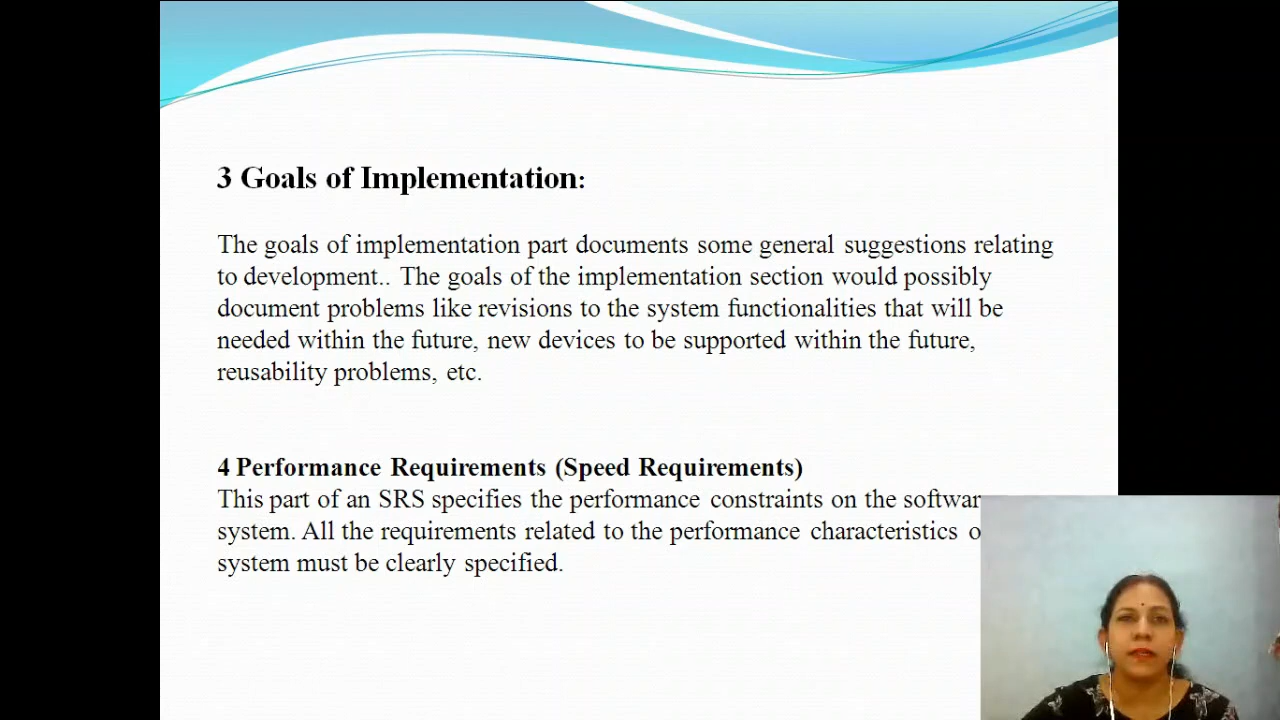 3 Goals of Implementation:
The goals of implementation part documents some general suggestions relating
to development.. The goals of the implementation section would possibly
document problems like revisions to the system functionalities that will be
needed within the future, new devices to be supported within the future,
reusability problems, etc.
4 Performance Requirements (Speed Requirements)
This part of an SRS specifies the performance constraints on the
system. All the requirements related to the performance characteristics
system must be clearly specified.